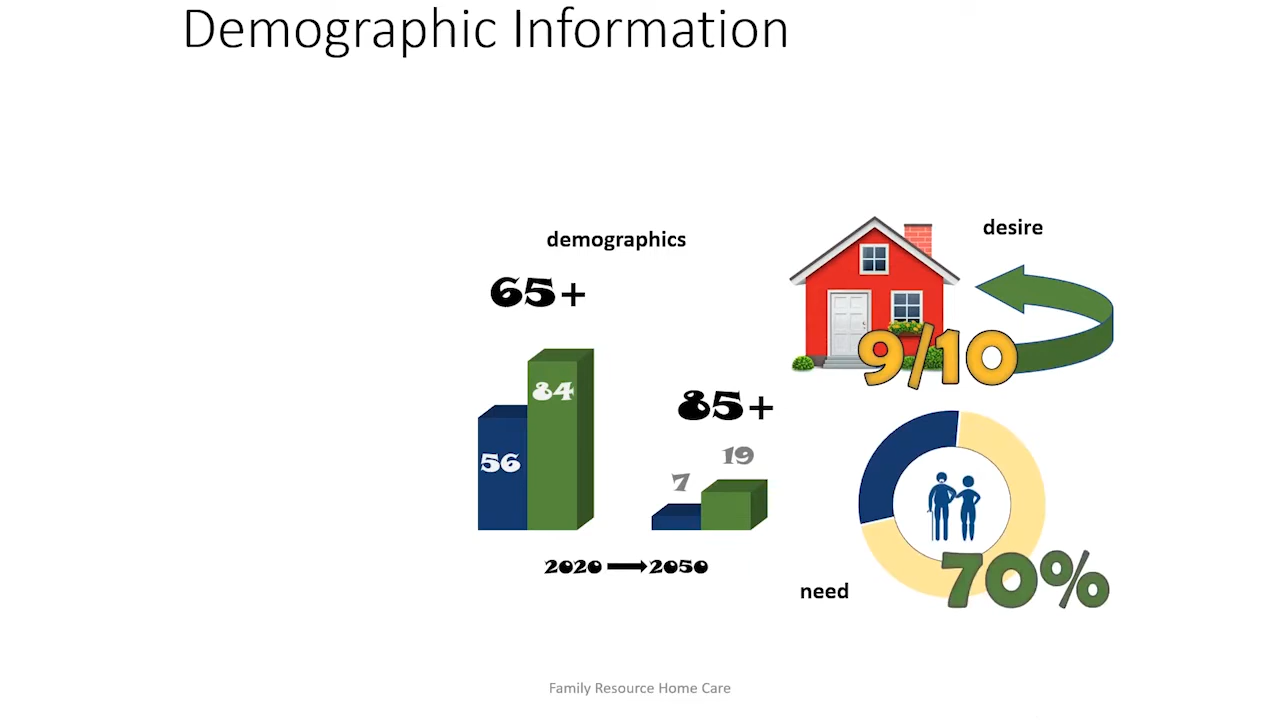 Demographic Information
demographics
65+
56
84
85+
7
19
2020 2050
desire
9/10
need
70%
Family Resource Home Care